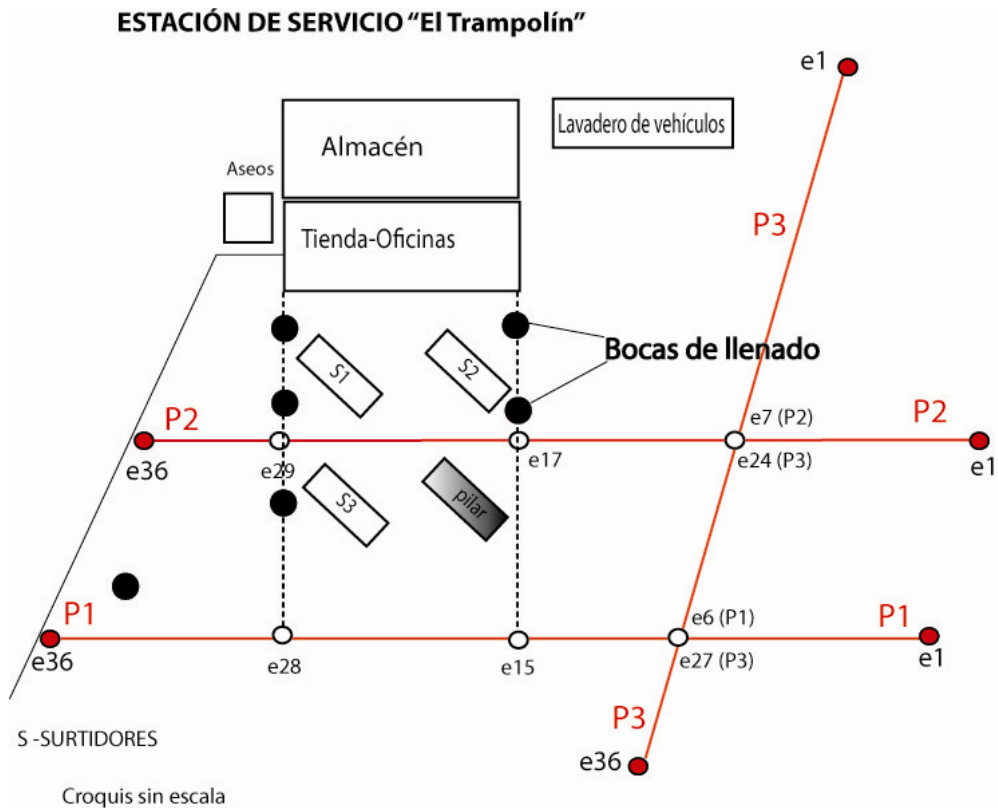 ESTACIÓN DE SERVICIO “El Trampolín”
e1
Lavadero de vehículos
Almacén
Aseos
Tienda-Oficinas
P3
Bocas de llenado
S1
S2
P2
e7 (P2)
P2
e36
e29
e17
e24 (P3)
e1
S3
pilar
P1
e6 (P1)
P1
e36
e28
e15
e27 (P3)
e1
P3
S -SURTIDORES
e36
Croquis sin escala